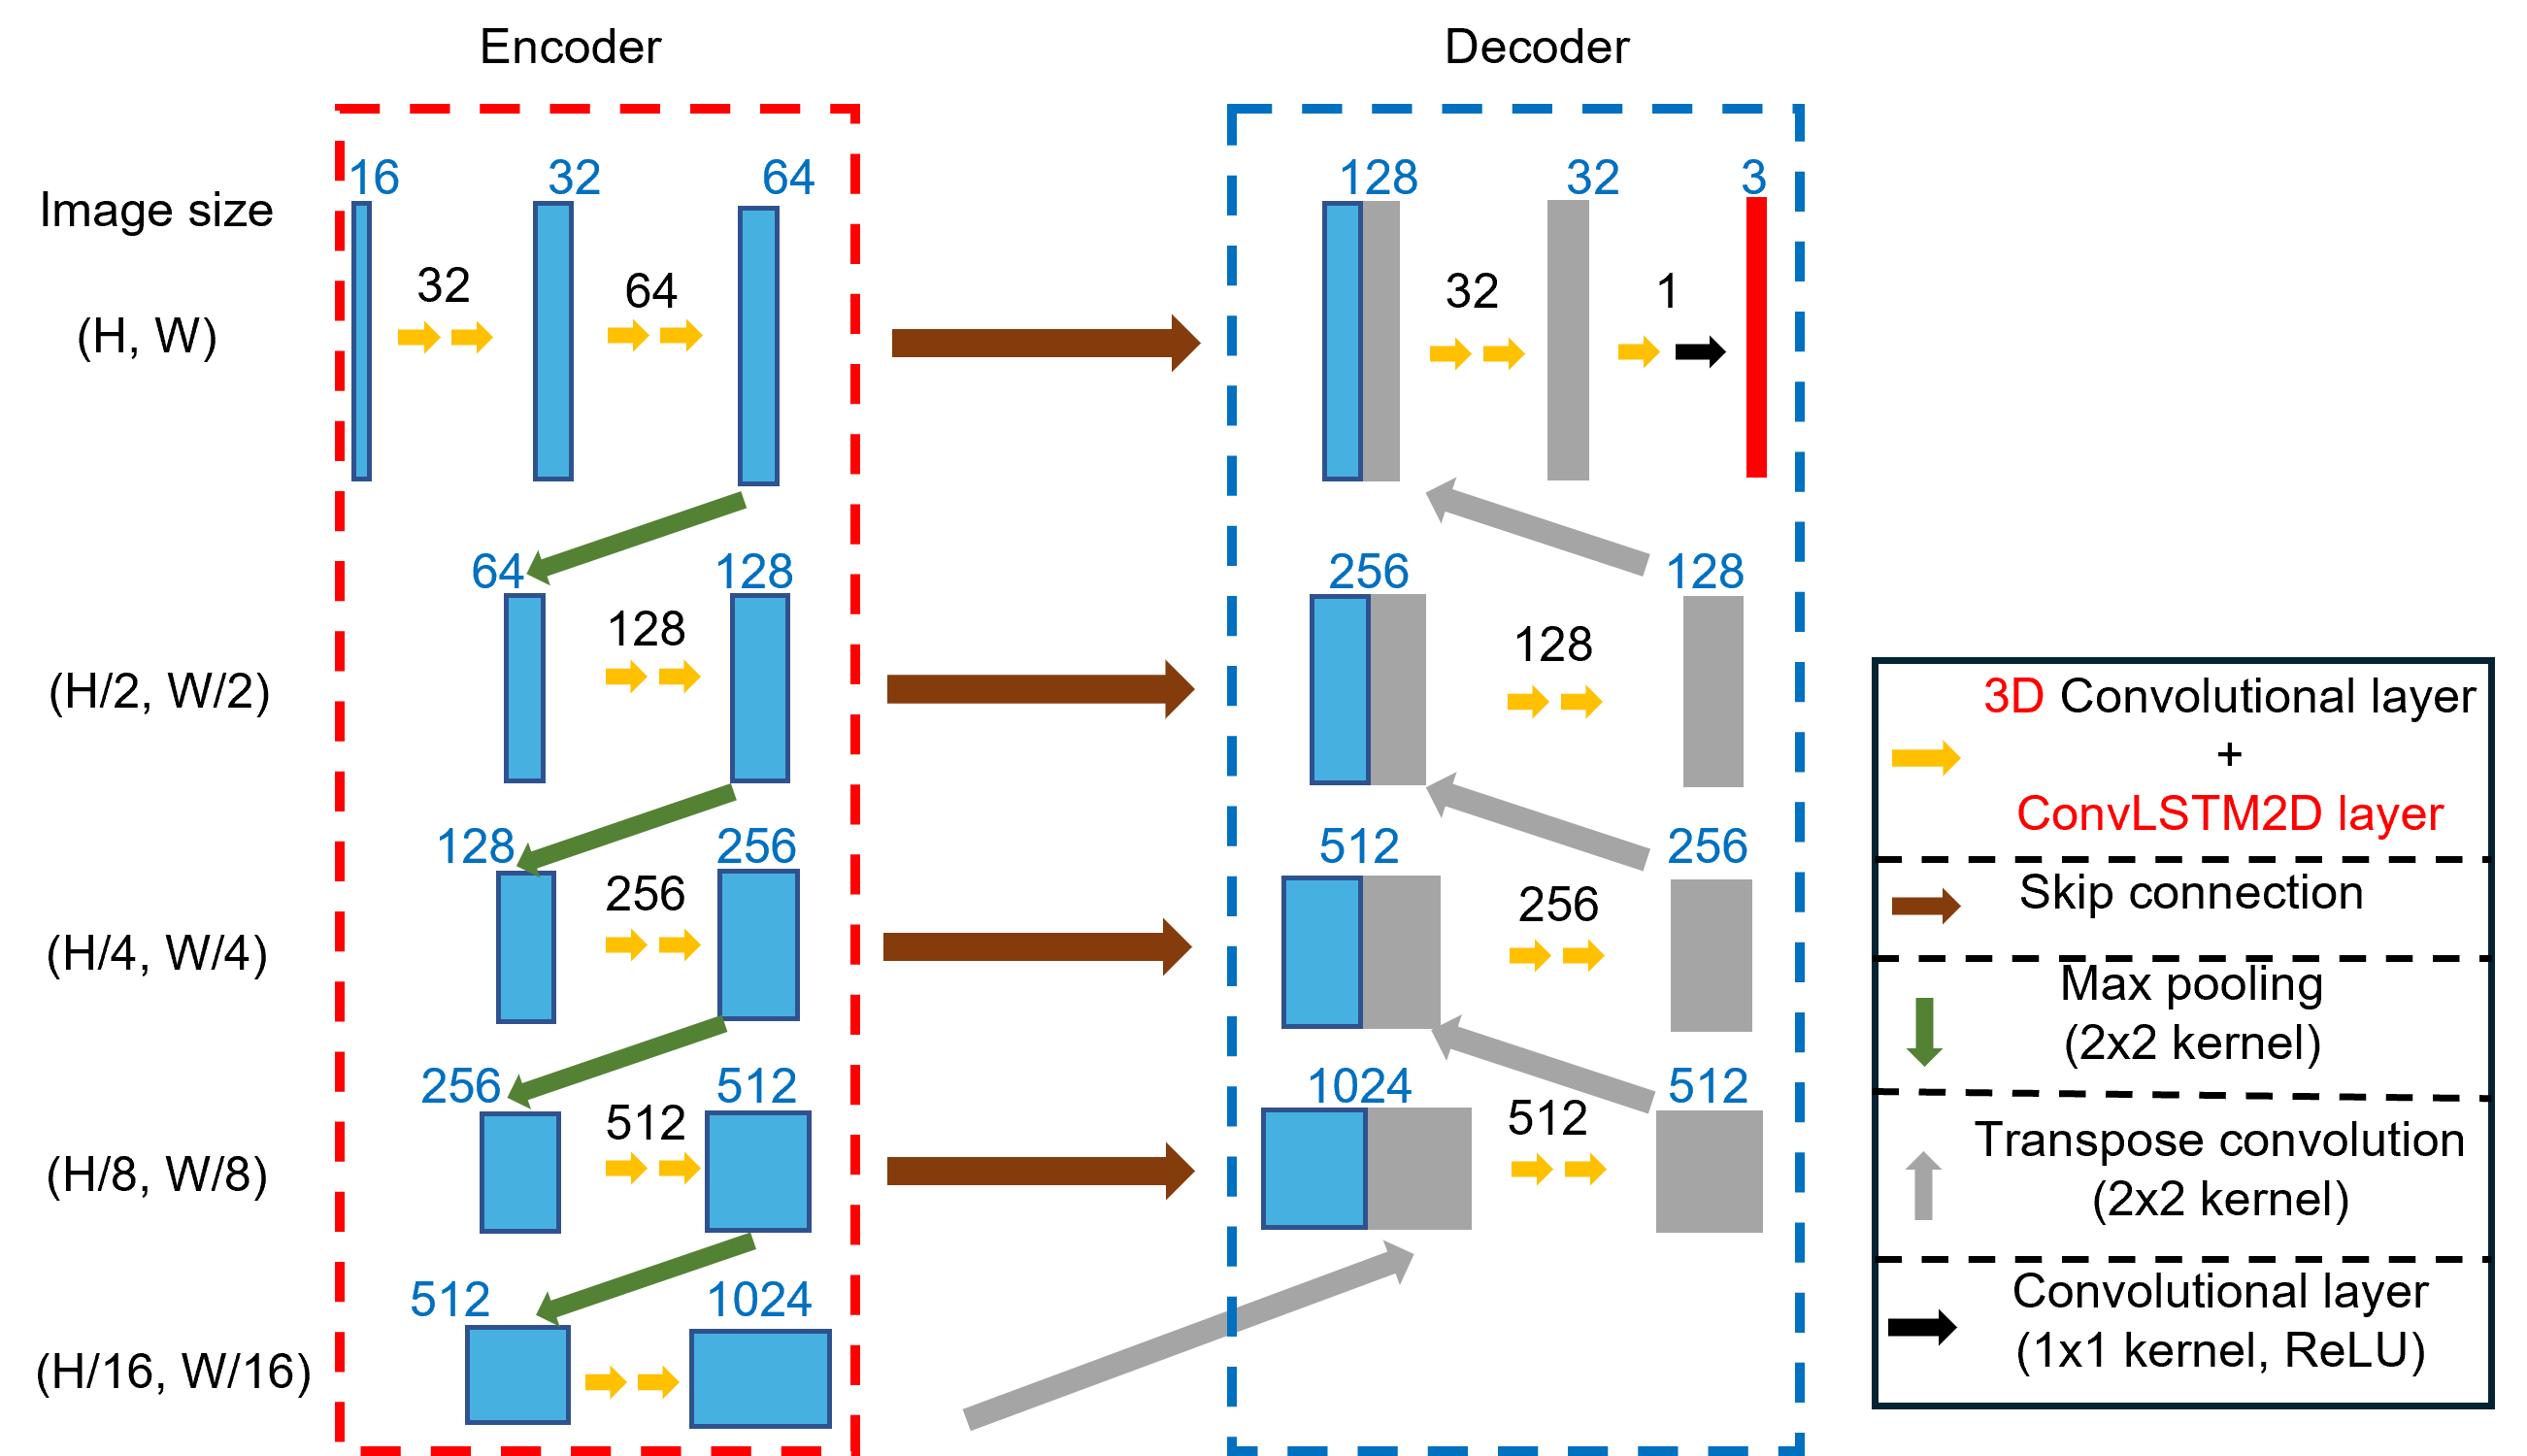 Encoder
Decoder
Image size
16
32
64
128
32
3
32
64
32
1
(H, W)
64
128
256
128
128
128
(H/2, W/2)
128
256
512
256
256
256
(H/4, W/4)
256
512
1024
512
512
512
(H/8, W/8)
512
1024
(H/16, W/16)
3D Convolutional layer
+
ConvLSTM2D layer
Skip connection
Max pooling
(2x2 kernel)
Transpose convolution
(2x2 kernel)
Convolutional layer
(1x1 kernel, ReLU)